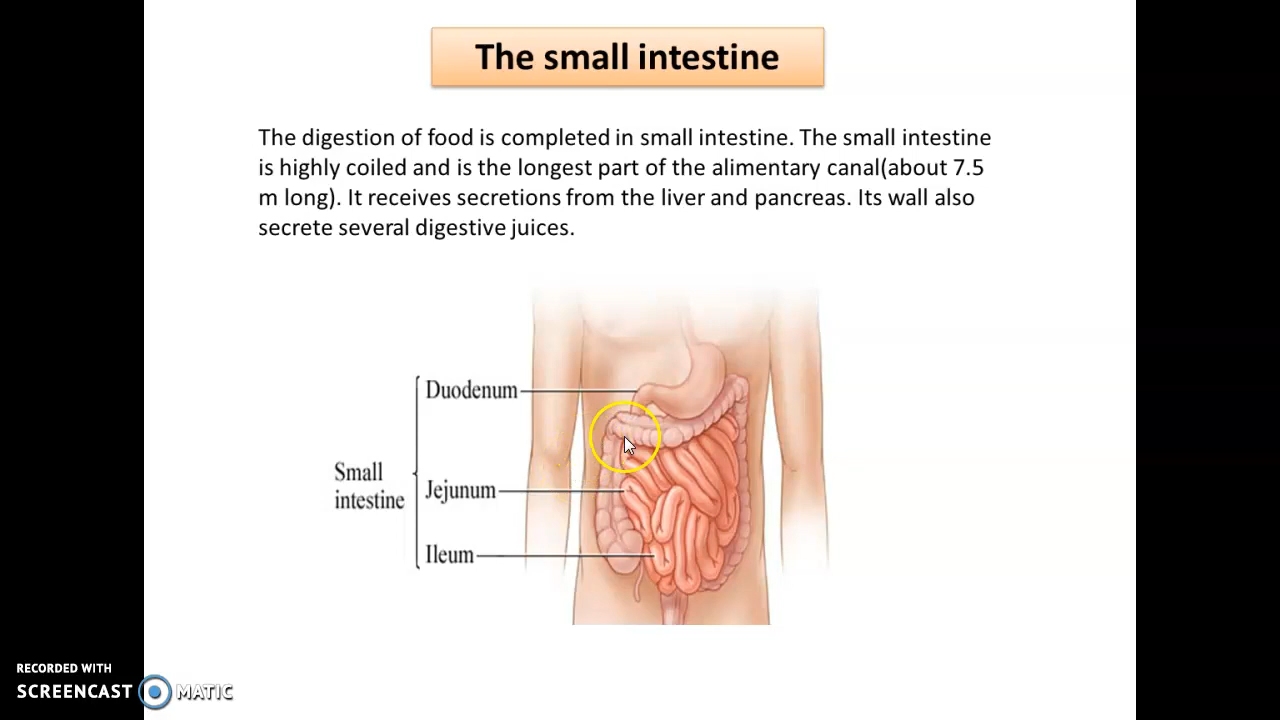 The small intestine
The digestion of food is completed in small intestine. The small intestine
is highly coiled and is the longest part of the alimentary canal(about 7.5
m long). It receives secretions from the liver and pancreas. Its wall also
secrete several digestive juices.
Duodenum
Small
intestine
Jejunum
Ileum
RECORDED WITH
SCREENCAST MATIC